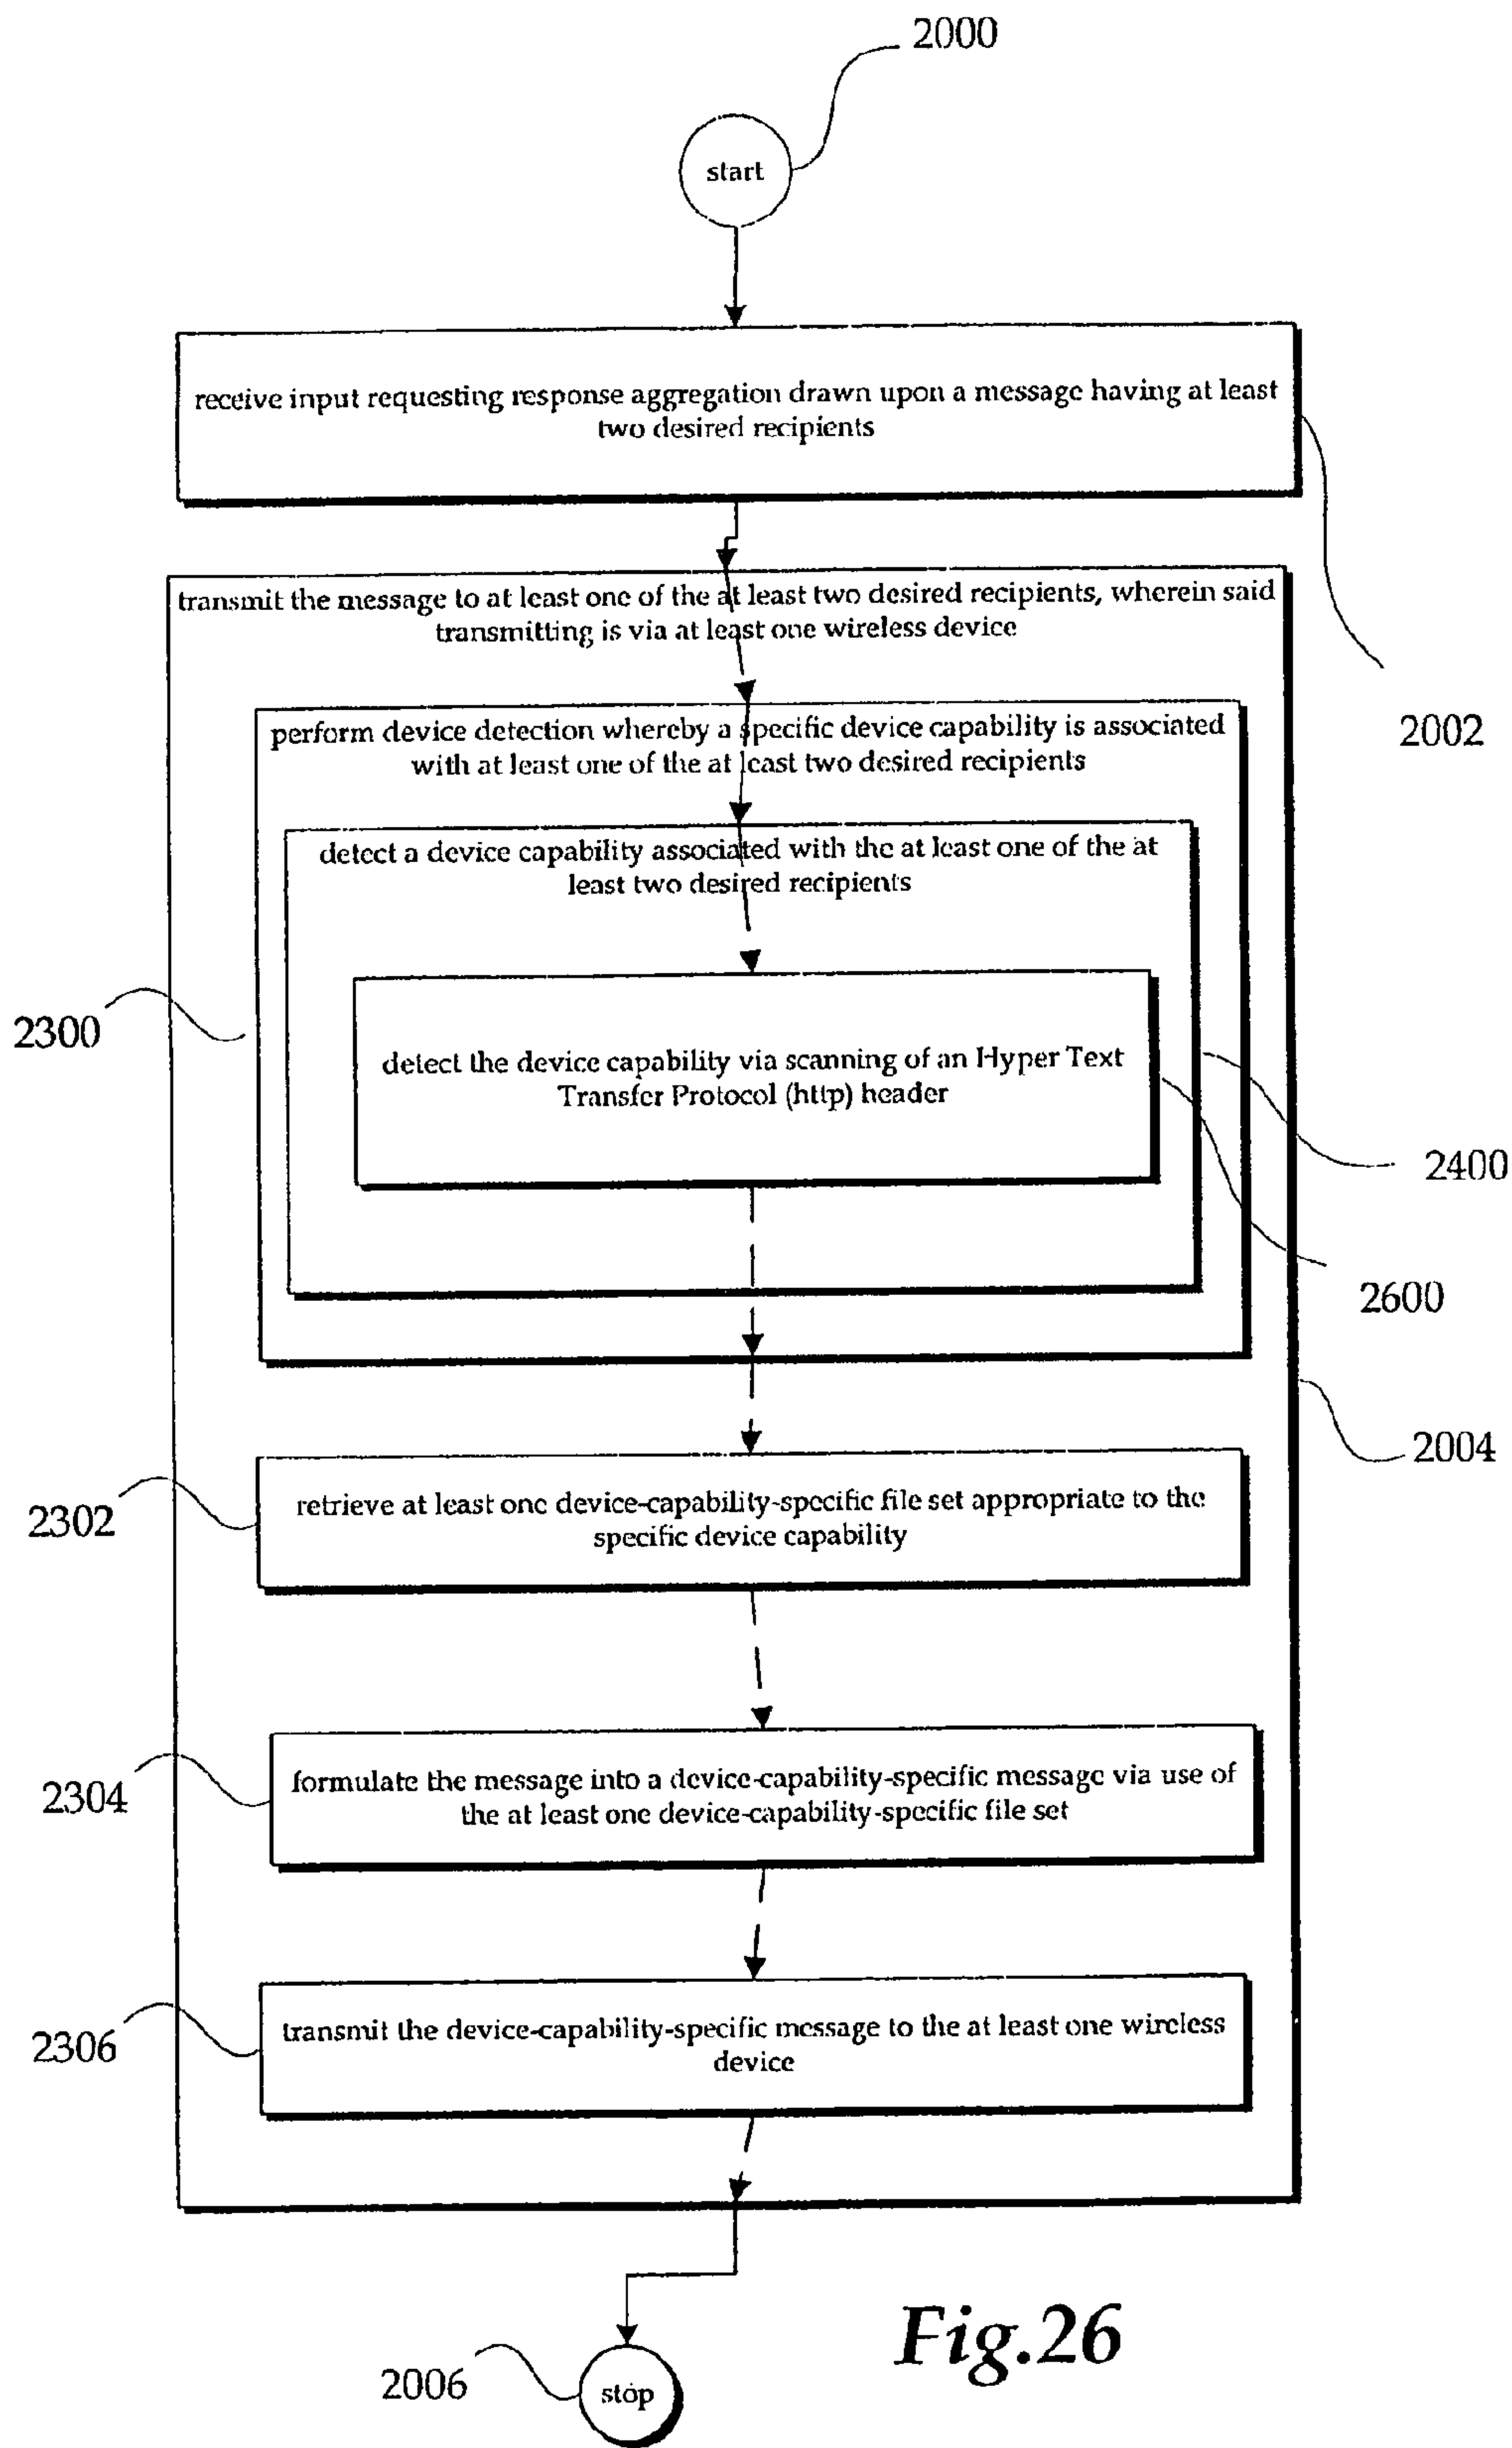 2000
start
receive input requesting response aggregation drawn upon a message having at least
two desired recipients
2002
transmit the message to at least one of the at least two desired recipients, wherein said
transmitting is via at least one wireless device
perform device detection whereby a specific device capability is associated
with at least one of the at least two desired recipients
detect a device capability associated with the at least one of the at
least two desired recipients
2300
detect the device capability via scanning of an Hyper Text
Transfer Protocol (http) header
2400
2600
2004
2302
retrieve at least one device-capability-specific file set appropriate to the
specific device capability
2304
formulate the message into a device-capability-specific message via use of
the at least one device-capability-specific file set
2306
transmit the device-capability-specific message to the at least one wireless
device
2006
stop
Fig.26